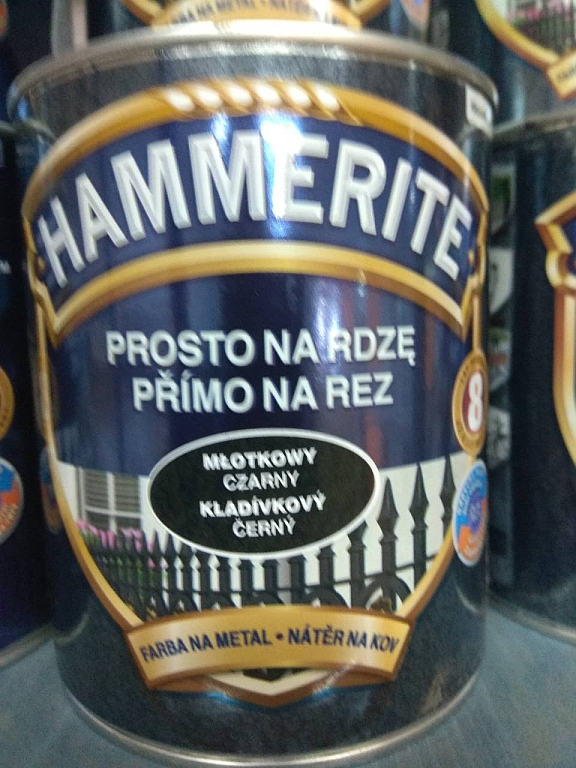 HAMMERITE
PROSTO NA RDZĘ
PŘÍMO NA REZ
8
MŁOTKOWY
CZARNY
KLADÍVKOVÝ
ČERNÝ
FARBA NA METAL • NÁTĚR NA KOV